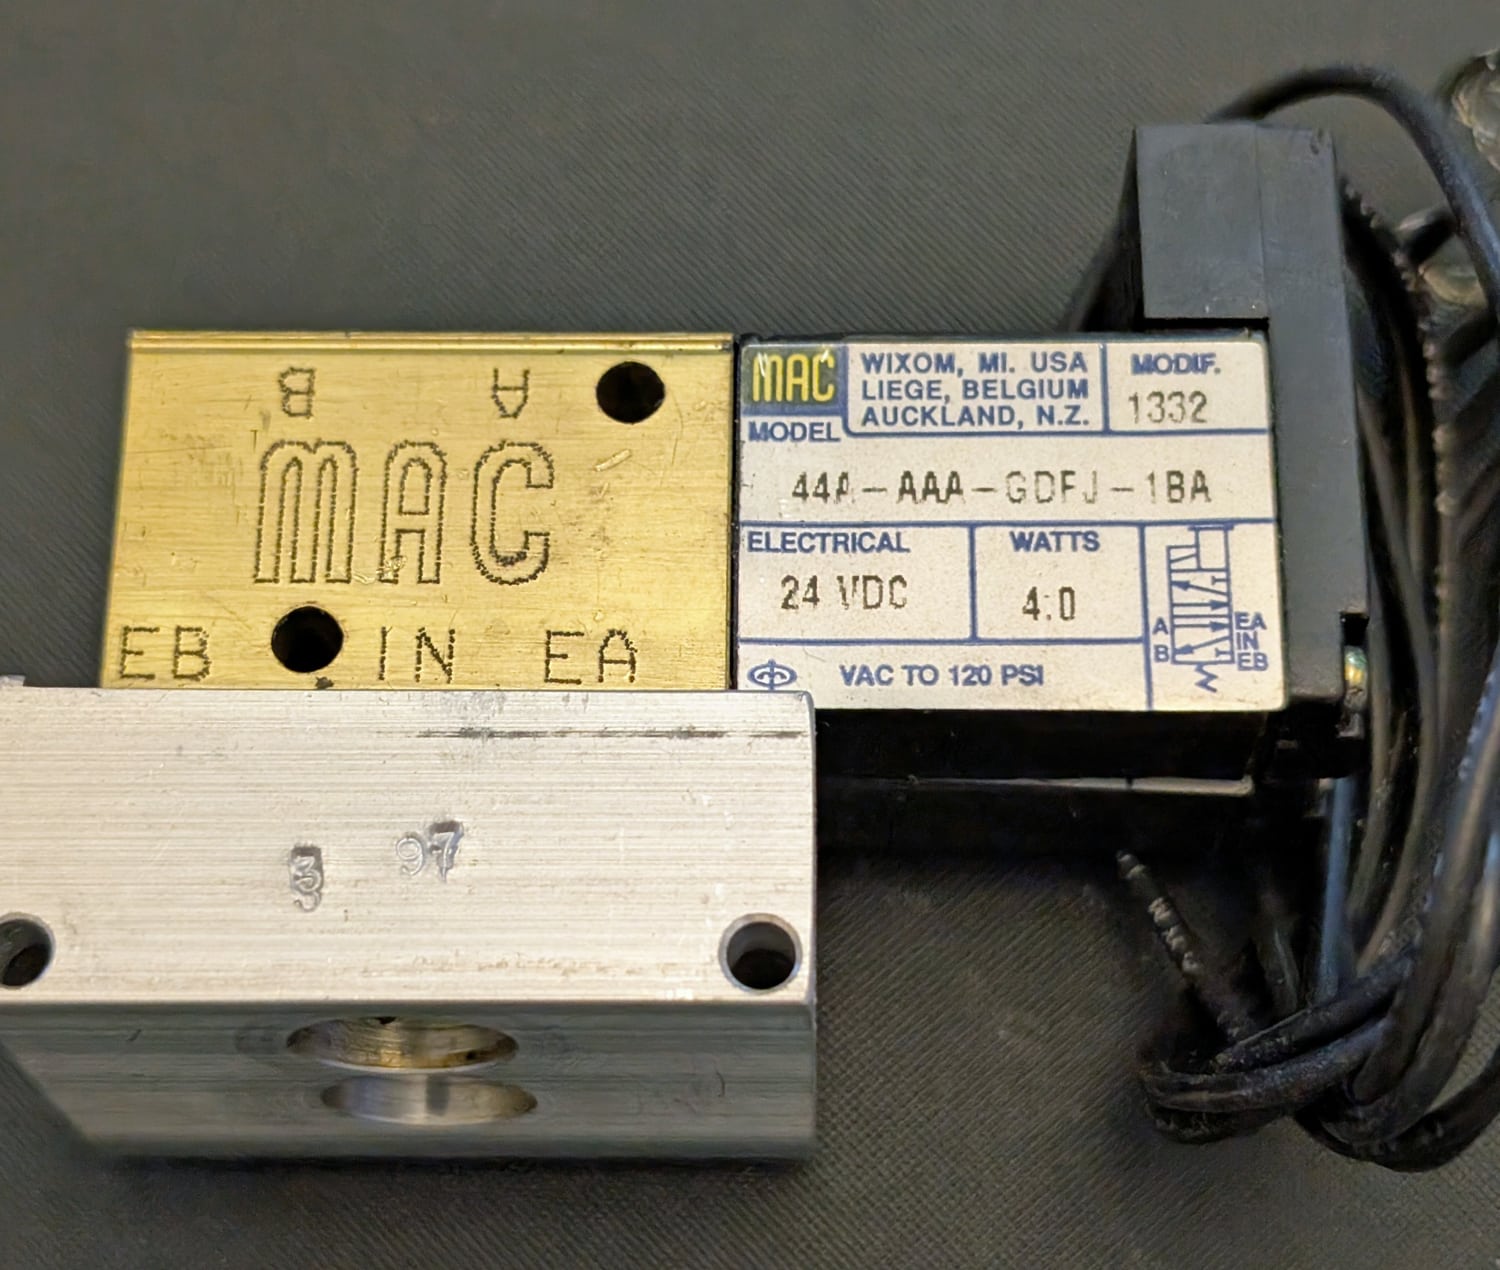 B A
MAC
EB IN EA
MAC
WIXOM, MI. USA
LIEGE, BELGIUM
AUCKLAND, N.Z.
MODIF.
1332
MODEL
44A-AAA-GDFJ-1BA
ELECTRICAL
24 VDC
WATTS
4.0
VAC TO 120 PSI
A
B
EA
IN
EB
3 97